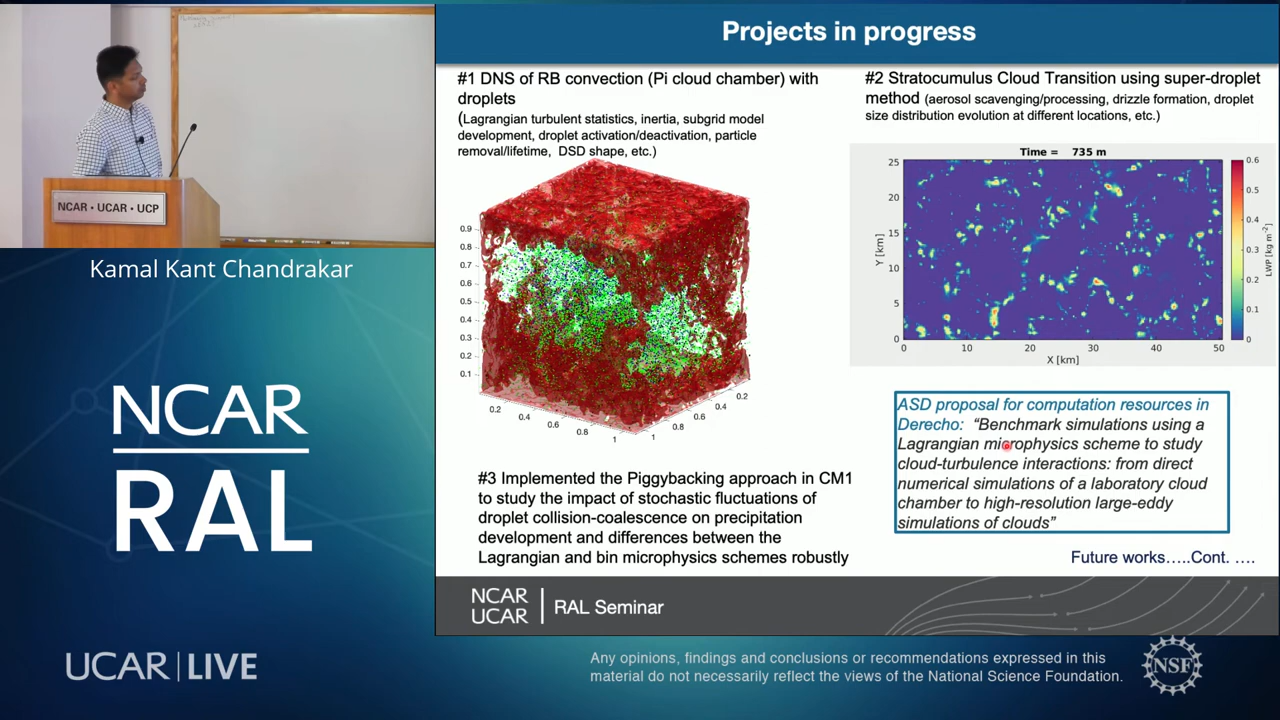 NCAR • UCAR • UCP
Kamal Kant Chandrakar
NCAR
RAL
UCAR | LIVE
Projects in progress
#1 DNS of RB convection (Pi cloud chamber) with
droplets
(Lagrangian turbulent statistics, inertia, subgrid model
development, droplet activation/deactivation, particle
removal/lifetime, DSD shape, etc.)
0.9
0.8
0.7
0.6
0.5
0.4
0.3
0.2
0.1
0.2
0.4
0.6
0.8
1
1
0.8
0.6
0.4
0.2
#2 Stratocumulus Cloud Transition using super-droplet
method (aerosol scavenging/processing, drizzle formation, droplet
size distribution evolution at different locations, etc.)
Time = 735 m
25
20
15
10
5
0
Y [km]
0 10 20 30 40 50
X [km]
0.6
0.5
0.4
0.3
0.2
0.1
0
LWP [kg m⁻²]
#3 Implemented the Piggybacking approach in CM1
to study the impact of stochastic fluctuations of
droplet collision-coalescence on precipitation
development and differences between the
Lagrangian and bin microphysics schemes robustly
ASD proposal for computation resources in
Derecho: “Benchmark simulations using a
Lagrangian microphysics scheme to study
cloud-turbulence interactions: from direct
numerical simulations of a laboratory cloud
chamber to high-resolution large-eddy
simulations of clouds”
Future works…..Cont. ….
NCAR
UCAR
RAL Seminar
Any opinions, findings and conclusions or recommendations expressed in this
material do not necessarily reflect the views of the National Science Foundation.
NSF